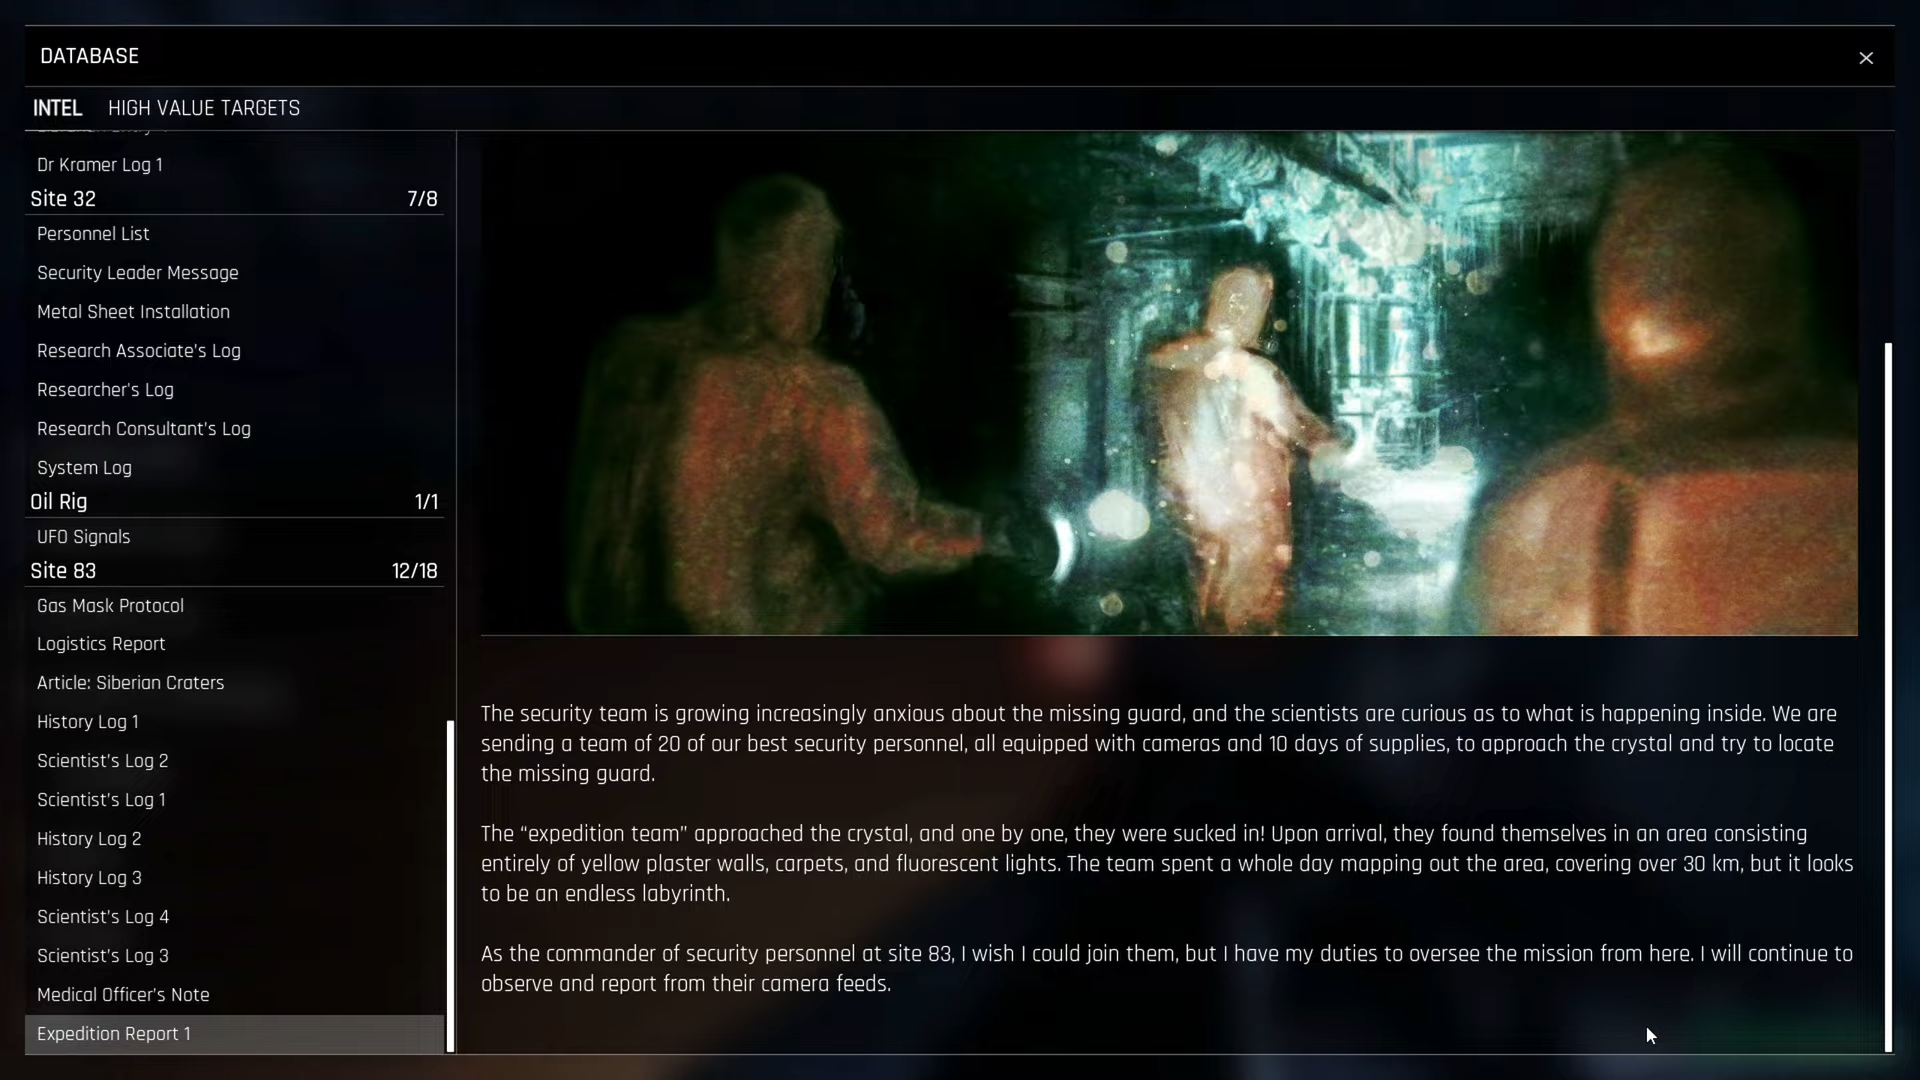 DATABASE
INTEL HIGH VALUE TARGETS
Dr Kramer Log 1
Site 32 7/8
Personnel List
Security Leader Message
Metal Sheet Installation
Research Associate's Log
Researcher's Log
Research Consultant's Log
System Log
Oil Rig 1/1
UFO Signals
Site 83 12/18
Gas Mask Protocol
Logistics Report
Article: Siberian Craters
History Log 1
Scientist's Log 2
Scientist's Log 1
History Log 2
History Log 3
Scientist's Log 4
Scientist's Log 3
Medical Officer's Note
Expedition Report 1
The security team is growing increasingly anxious about the missing guard, and the scientists are curious as to what is happening inside. We are
sending a team of 20 of our best security personnel, all equipped with cameras and 10 days of supplies, to approach the crystal and try to locate
the missing guard.
The “expedition team” approached the crystal, and one by one, they were sucked in! Upon arrival, they found themselves in an area consisting
entirely of yellow plaster walls, carpets, and fluorescent lights. The team spent a whole day mapping out the area, covering over 30 km, but it looks
to be an endless labyrinth.
As the commander of security personnel at site 83, I wish I could join them, but I have my duties to oversee the mission from here. I will continue to
observe and report from their camera feeds.